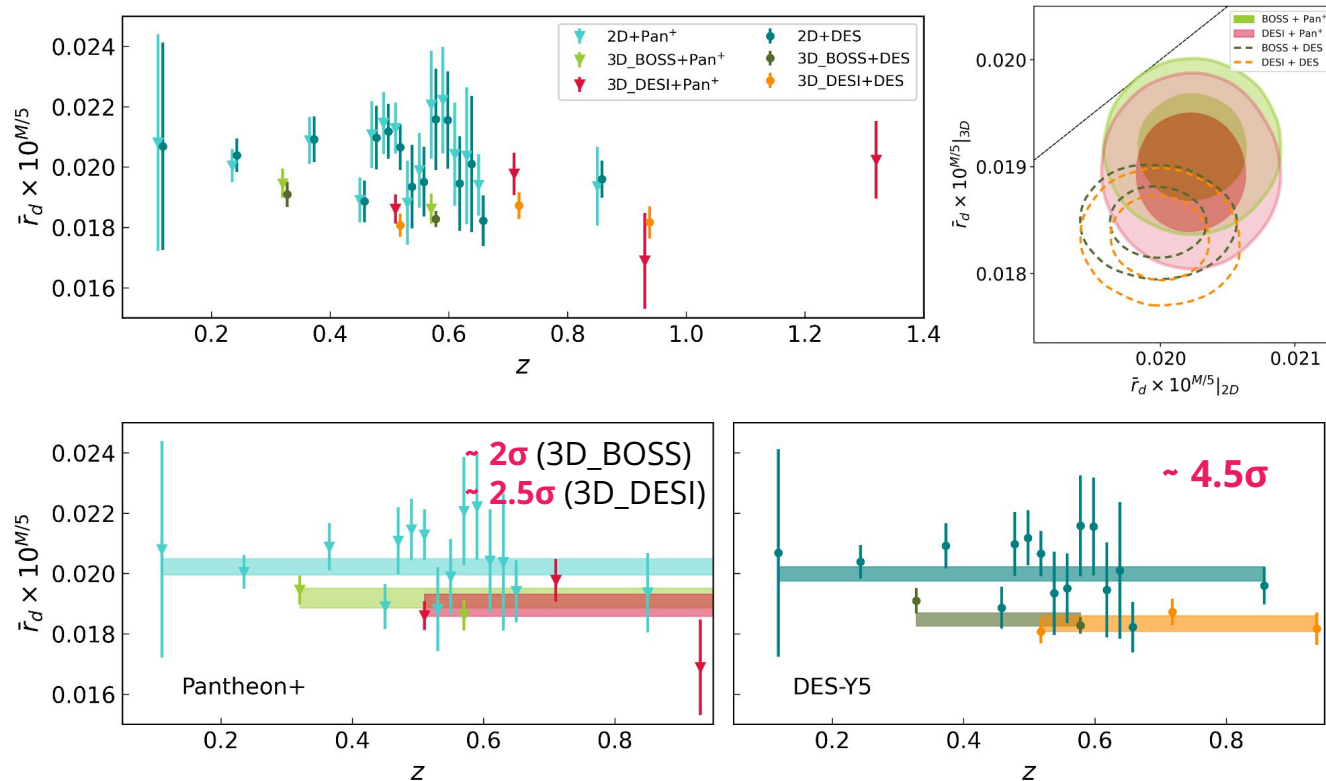 0.024
0.022
0.020
0.018
0.016
r̄_d × 10^{M/5}
2D+Pan⁺
3D_BOSS+Pan⁺
3D_DESI+Pan⁺
2D+DES
3D_BOSS+DES
3D_DESI+DES
0.2 0.4 0.6 0.8 1.0 1.2 1.4
z
BOSS + Pan⁺
DESI + Pan⁺
BOSS + DES
DESI + DES
0.020
0.019
0.018
r̄_d × 10^{M/5}|_{3D}
0.020 0.021
r̄_d × 10^{M/5}|_{2D}
0.024
0.022
0.020
0.018
0.016
r̄_d × 10^{M/5}
~ 2σ (3D_BOSS)
~ 2.5σ (3D_DESI)
Pantheon+
0.2 0.4 0.6 0.8
z
~ 4.5σ
DES-Y5
0.2 0.4 0.6 0.8
z